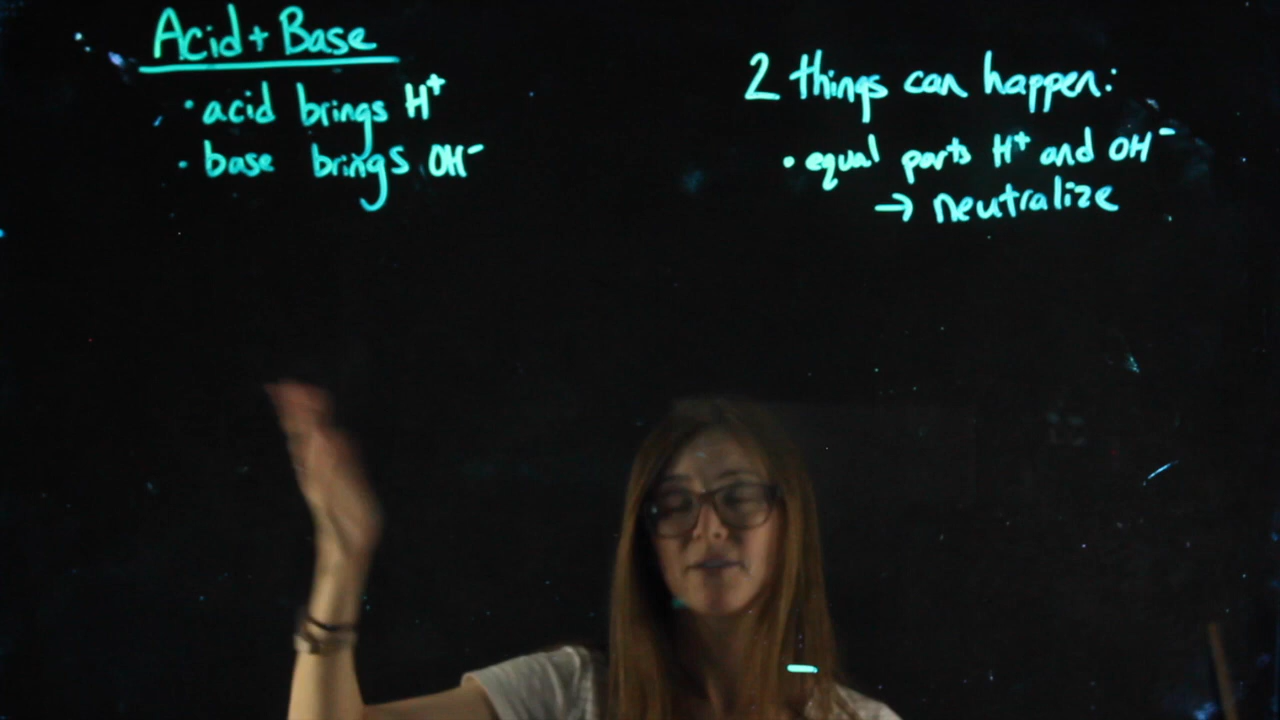 Acid + Base
• acid brings H⁺
• base brings OH⁻
2 things can happen:
• equal parts H⁺ and OH⁻
→ neutralize